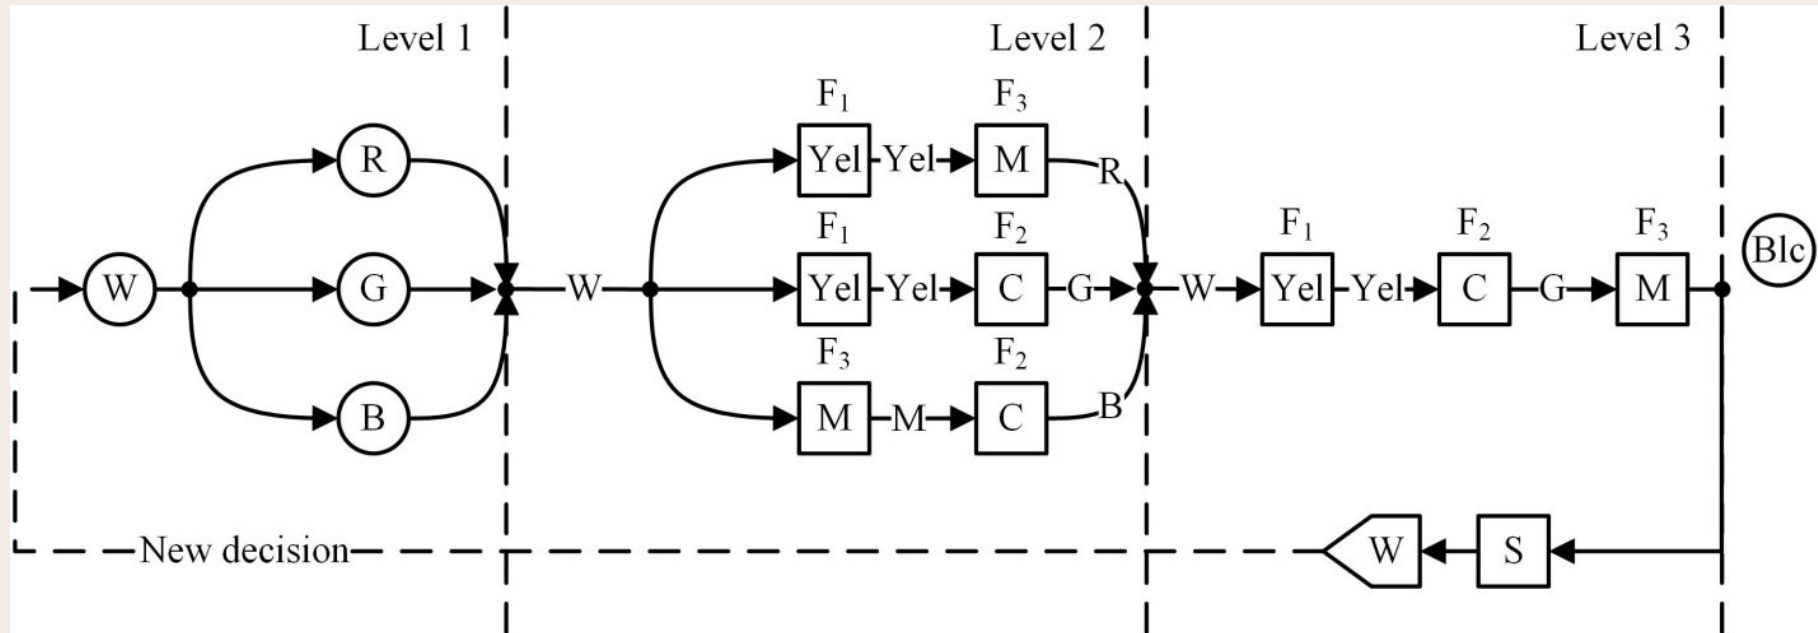 Level 1
Level 2
Level 3
F1 F3
R Yel Yel M R
F1 F2 F1 F2 F3
Blc
W G W Yel Yel C G W Yel Yel C G M
F3 F2
B M M C B
New decision W S